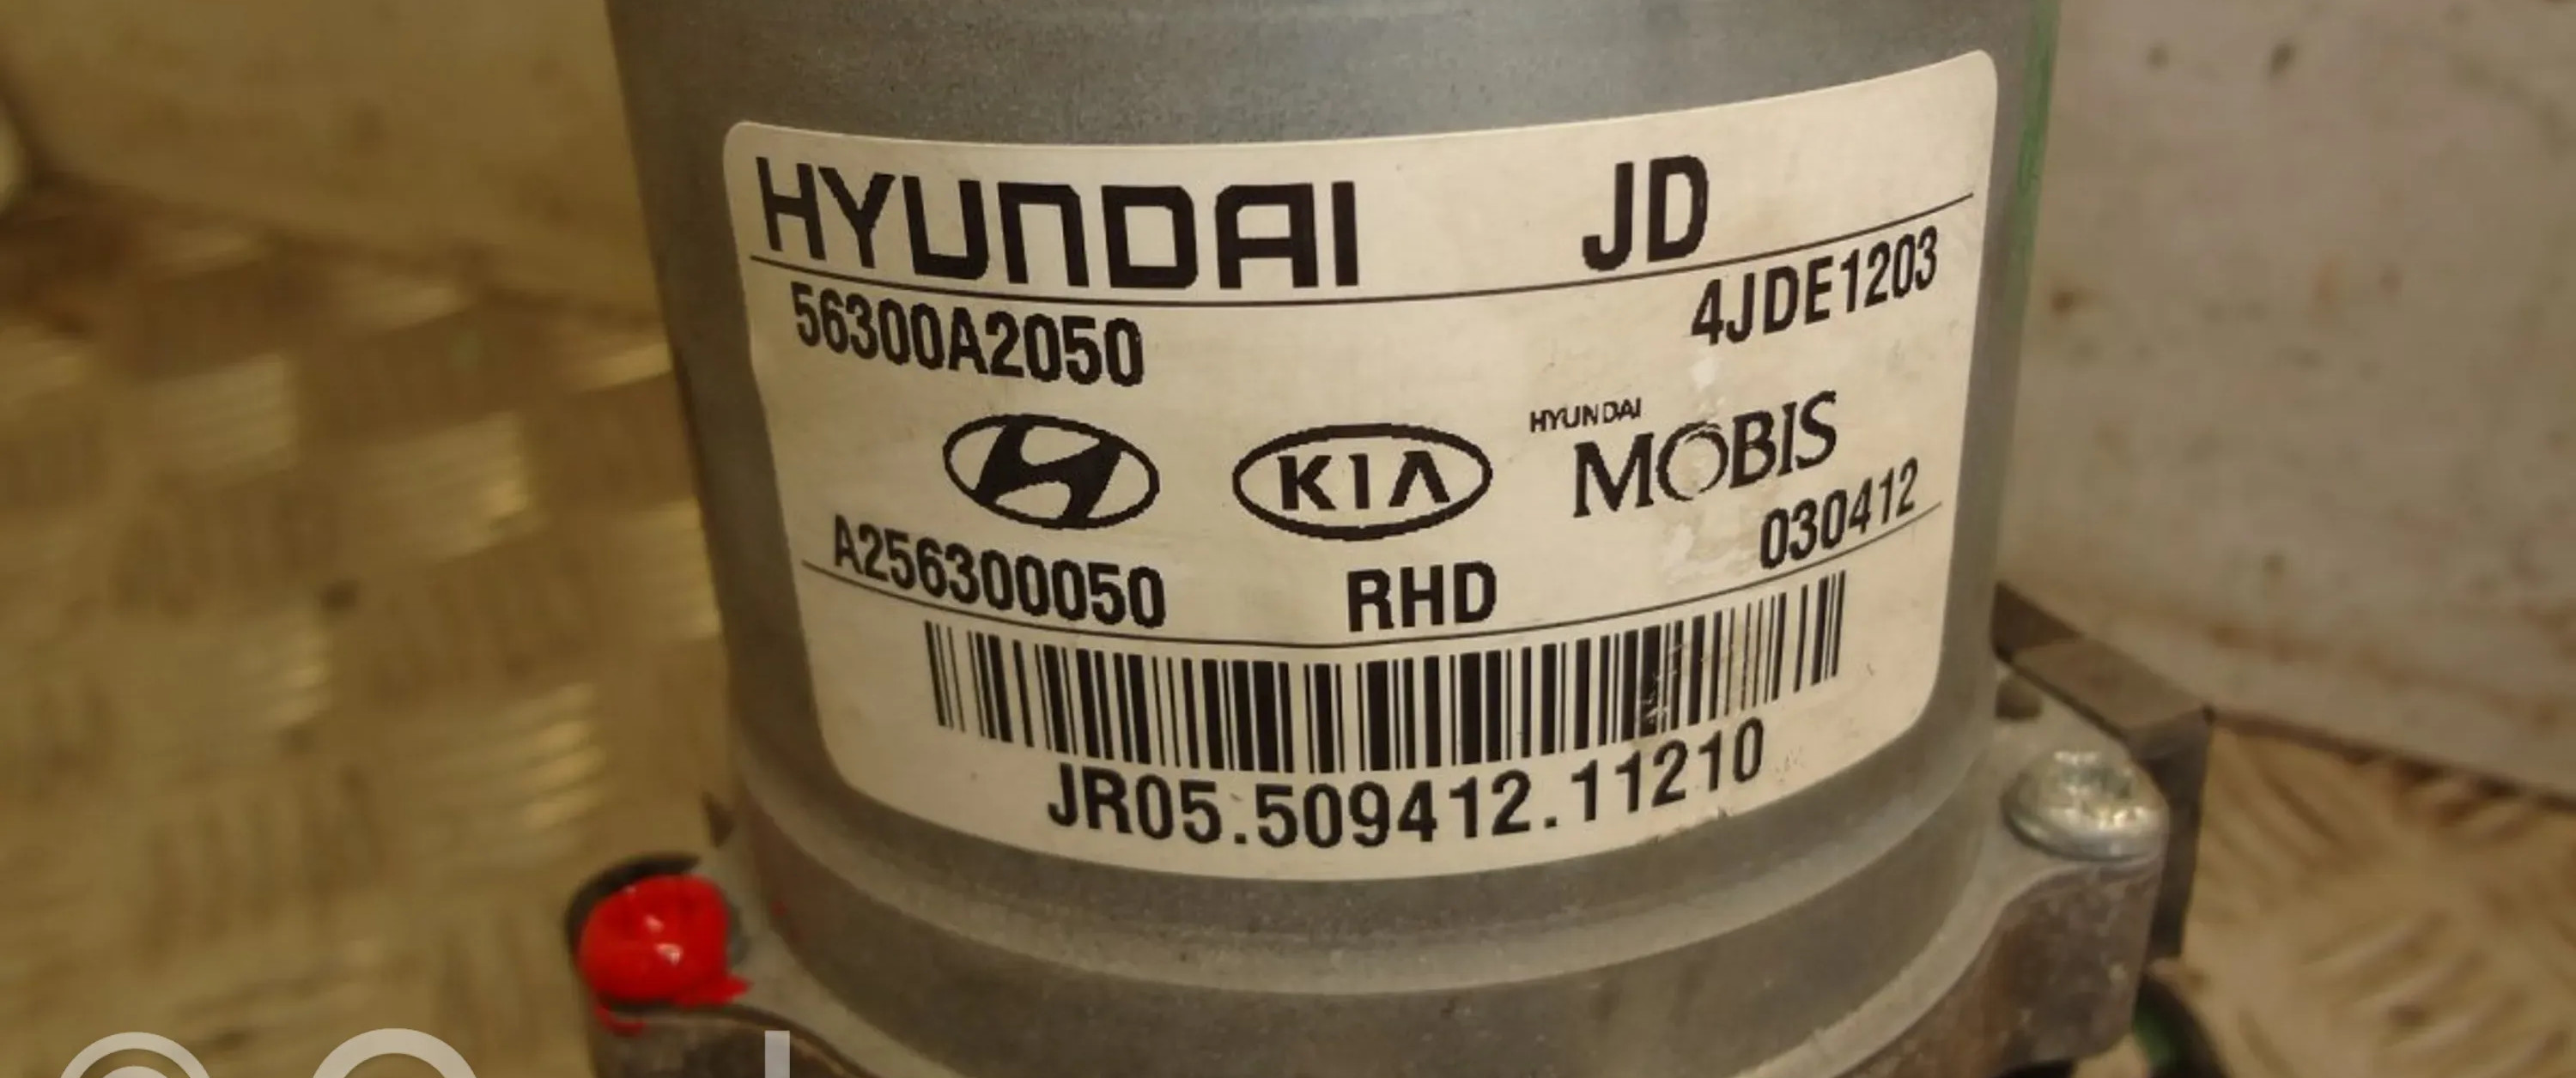 HYUNDAI JD
56300A2050 4JDE1203
KIA HYUNDAI MOBIS
A256300050 RHD 030412
JR05.509412.11210